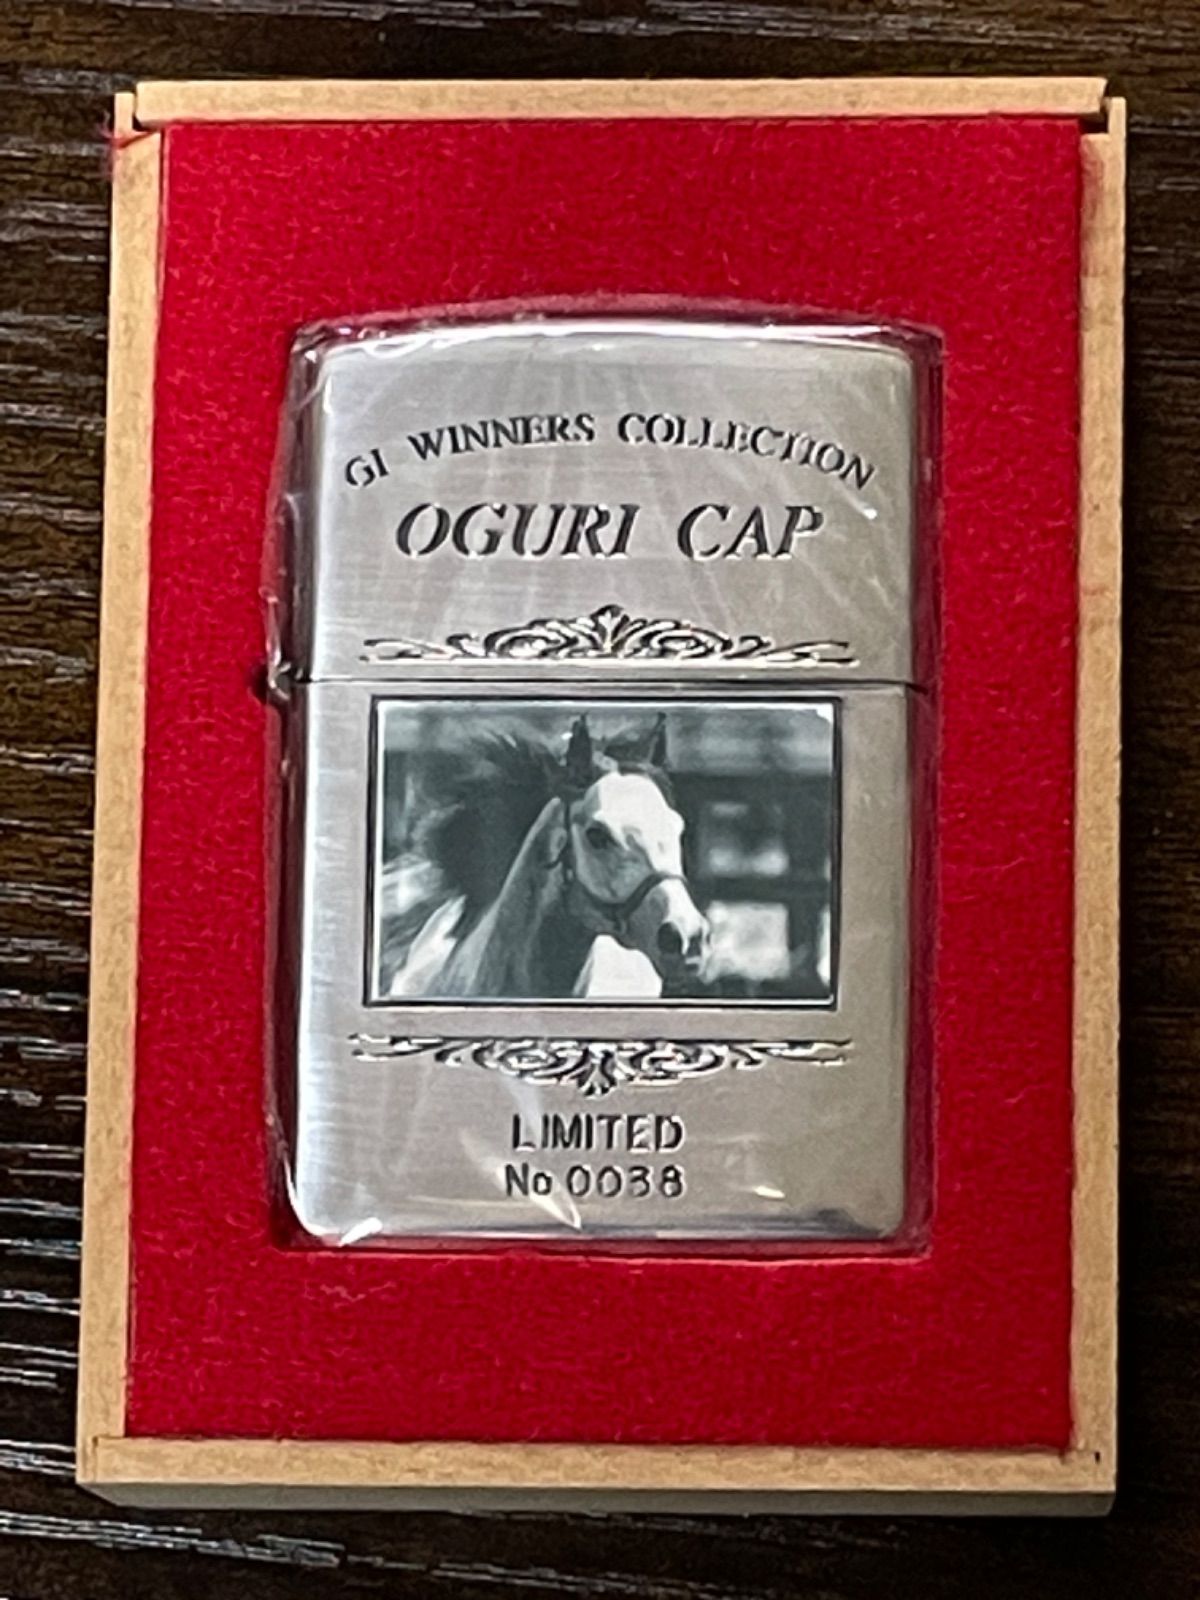 GI WINNERS COLLECTION
OGURI CAP
LIMITED
No 0038